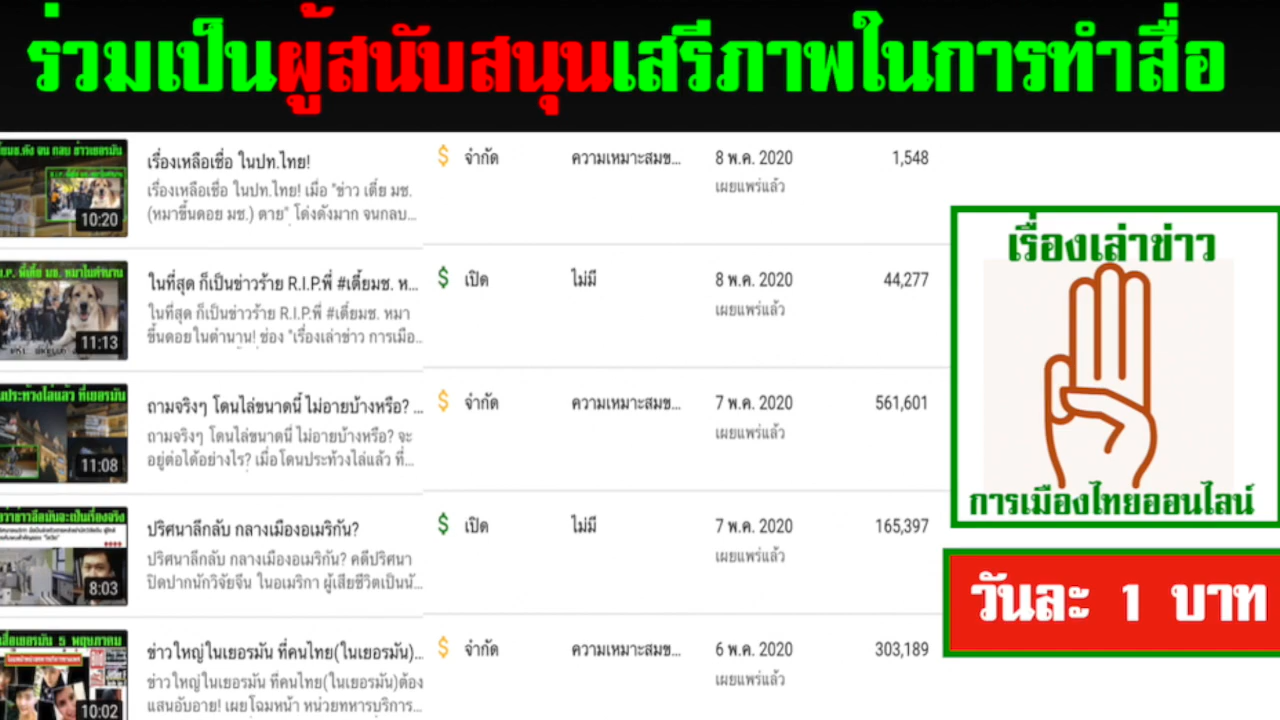 ร่วมเป็นผู้สนับสนุนเสรีภาพในการทำสื่อ
10:20
เรื่องเหลือเชื่อ ในปท.ไทย!
เรื่องเหลือเชื่อ ในปท.ไทย! เมื่อ "ข่าว เตี้ย มช.
(หมาขึ้นดอย มช.) ตาย" โด่งดังมาก จนกลบ...
$ จำกัด
ความเหมาะสมข...
8 พ.ค. 2020
เผยแพร่แล้ว
1,548
11:13
ในที่สุด ก็เป็นข่าวร้าย R.I.P.พี่ #เตี้ยมช. ห...
ในที่สุด ก็เป็นข่าวร้าย R.I.P.พี่ #เตี้ยมช. หมา
ขึ้นดอยในตำนาน! ช่อง "เรื่องเล่าข่าว การเมือ...
$ เปิด
ไม่มี
8 พ.ค. 2020
เผยแพร่แล้ว
44,277
11:08
ถามจริงๆ โดนไล่ขนาดนี้ ไม่อายบ้างหรือ? ...
ถามจริงๆ โดนไล่ขนาดนี้ ไม่อายบ้างหรือ? จะ
อยู่ต่อได้อย่างไร? เมื่อโดนประท้วงไล่แล้ว ที่...
$ จำกัด
ความเหมาะสมข...
7 พ.ค. 2020
เผยแพร่แล้ว
561,601
8:03
ปริศนาลึกลับ กลางเมืองอเมริกัน?
ปริศนาลึกลับ กลางเมืองอเมริกัน? คดีปริศนา
ปิดปากนักวิจัยจีน ในอเมริกา ผู้เสียชีวิตเป็นนั...
$ เปิด
ไม่มี
7 พ.ค. 2020
เผยแพร่แล้ว
165,397
10:02
ข่าวใหญ่ในเยอรมัน ที่คนไทย(ในเยอรมัน)...
ข่าวใหญ่ในเยอรมัน ที่คนไทย(ในเยอรมัน)ต้อง
แสนอับอาย! เผยโฉมหน้า หน่วยทหารบริการ...
$ จำกัด
ความเหมาะสมข...
6 พ.ค. 2020
เผยแพร่แล้ว
303,189
เรื่องเล่าข่าว
การเมืองไทยออนไลน์
วันละ 1 บาท